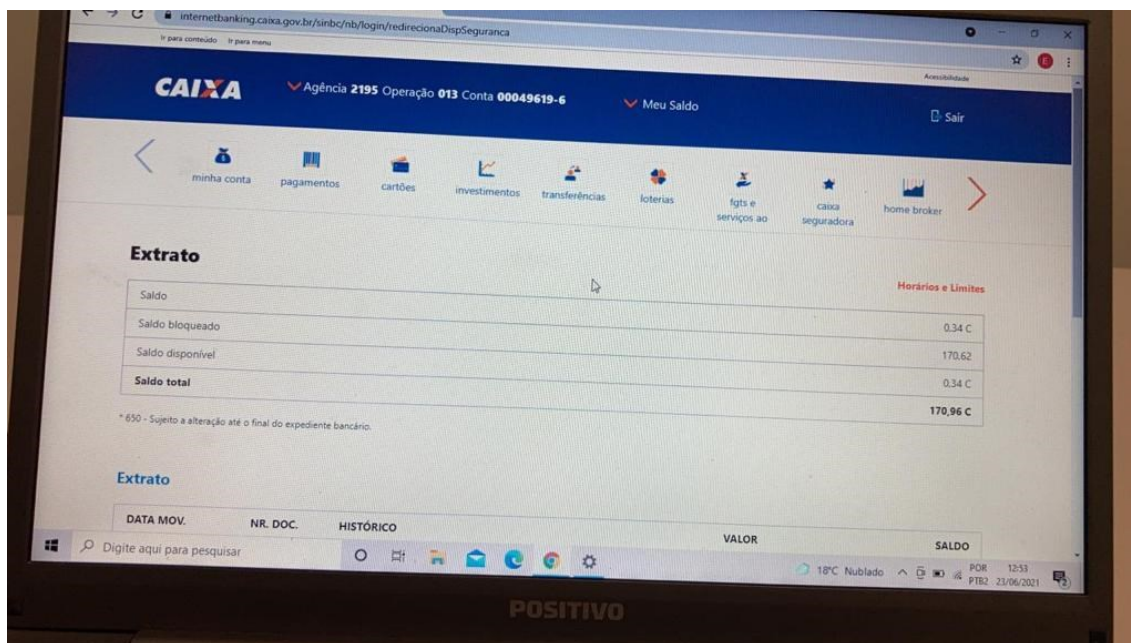 internetbanking.caixa.gov.br/sinbc/nb/login/redirecionaDispSeguranca
Ir para conteúdo Ir para menu
Acessibilidade
E
CAIXA
Agência 2195 Operação 013 Conta 00049619-6
Meu Saldo
Sair
minha conta
pagamentos
cartões
investimentos
transferências
loterias
fgts e
serviços ao
caixa
seguradora
home broker
Extrato
Horários e Limites
Saldo 0,34 C
Saldo bloqueado 170,62
Saldo disponível 0,34 C
Saldo total 170,96 C
* 650 - Sujeito a alteração até o final do expediente bancário.
Extrato
DATA MOV. NR. DOC. HISTÓRICO VALOR SALDO
Digite aqui para pesquisar
18°C Nublado
POR 12:53
PTB2 23/06/2021
2
POSITIVO